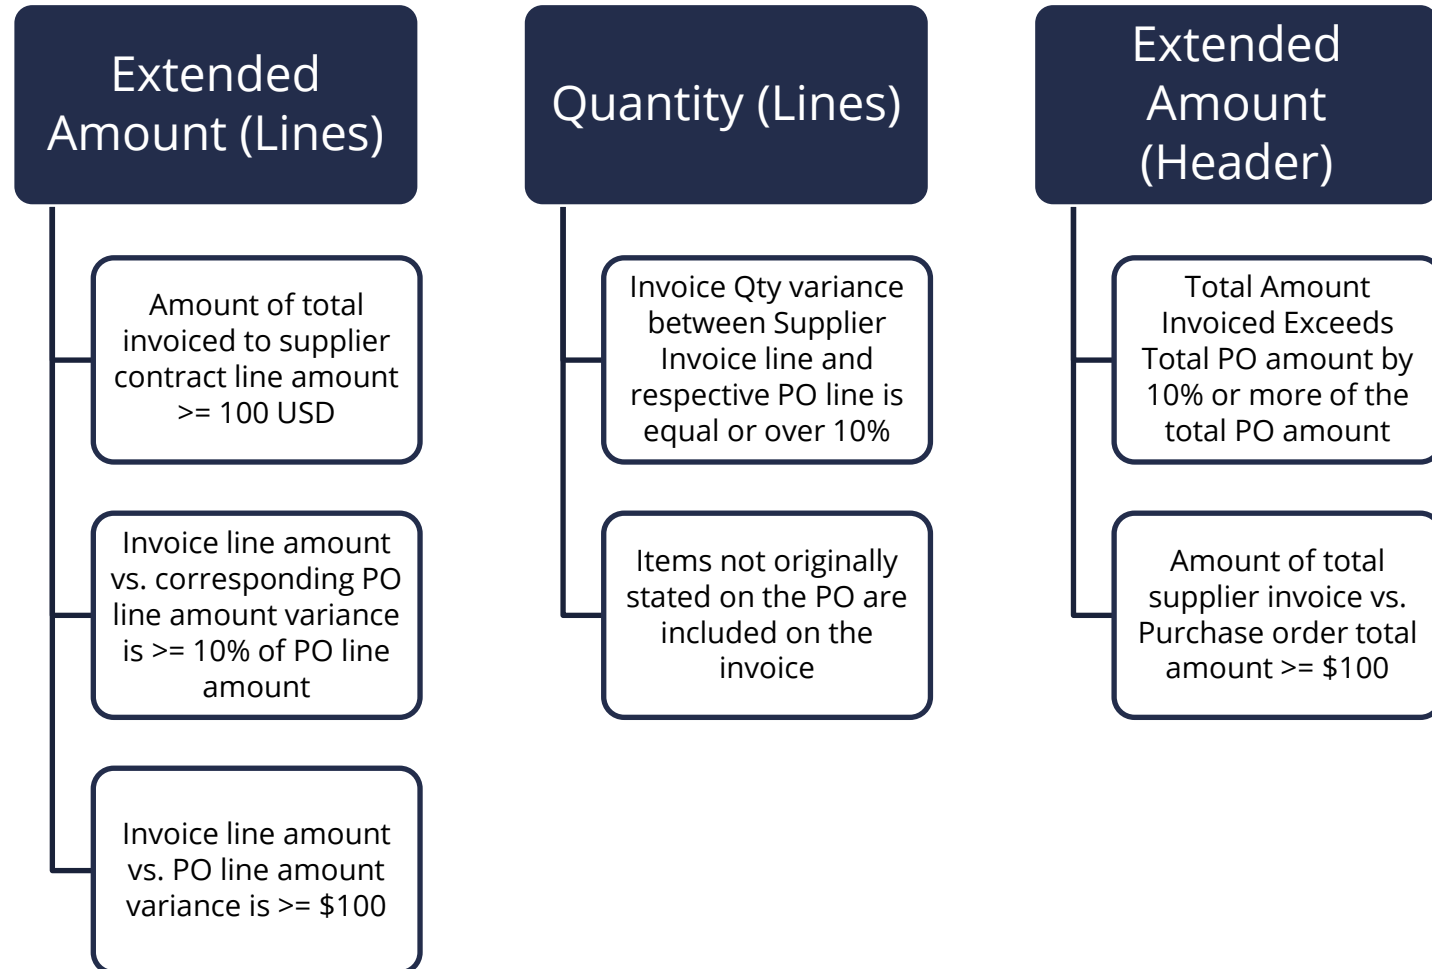 Extended
Amount (Lines)
Amount of total
invoiced to supplier
contract line amount
>= 100 USD
Invoice line amount
vs. corresponding PO
line amount variance
is >= 10% of PO line
amount
Invoice line amount
vs. PO line amount
variance is >= $100
Quantity (Lines)
Invoice Qty variance
between Supplier
Invoice line and
respective PO line is
equal or over 10%
Items not originally
stated on the PO are
included on the
invoice
Extended
Amount
(Header)
Total Amount
Invoiced Exceeds
Total PO amount by
10% or more of the
total PO amount
Amount of total
supplier invoice vs.
Purchase order total
amount >= $100